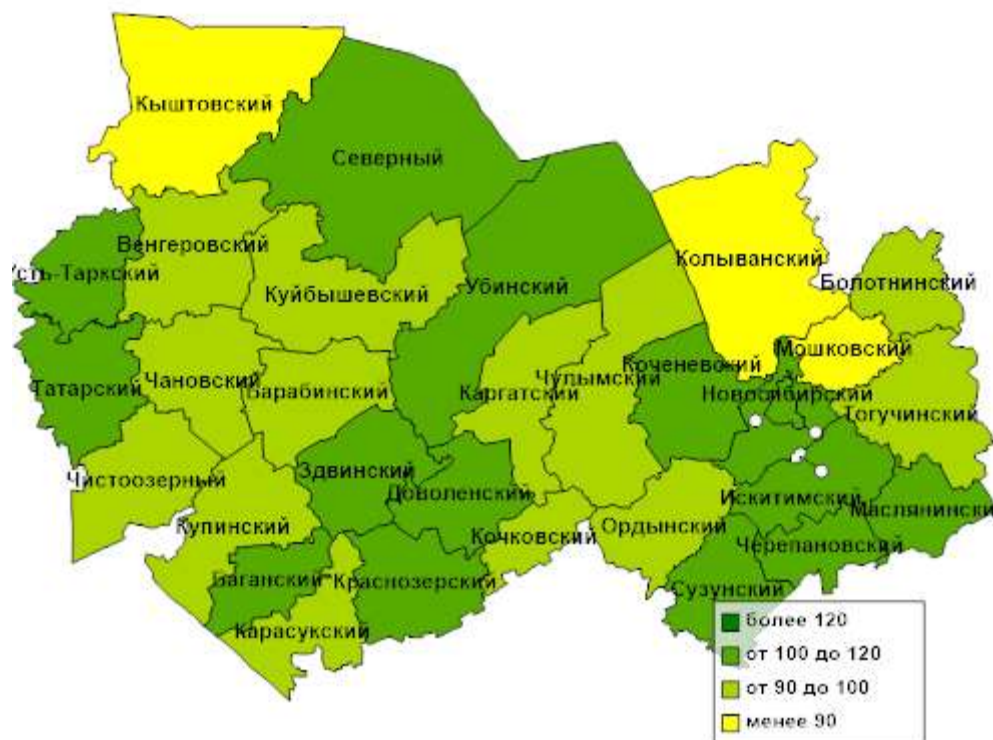 Кыштовский
Северный
Венгеровский
Колыванский
Усть-Таркский
Болотнинский
Куйбышевский
Убинский
Мошковский
Чановский
Коченевский
Татарский
Барабинский
Каргатский
Чулымский
Новосибирский
Тогучинский
Чистоозерный
Здвинский
Доволенский
Искитимский
Маслянинский
Купинский
Кочковский
Ордынский
Черепановский
Баганский
Краснозерский
Сузунский
Карасукский
более 120
от 100 до 120
от 90 до 100
менее 90